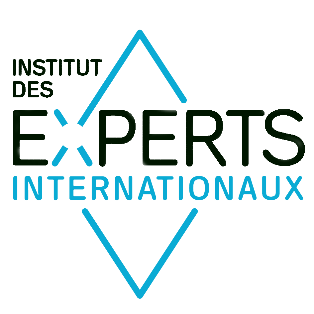 INSTITUT
DES
EXPERTS
INTERNATIONAUX